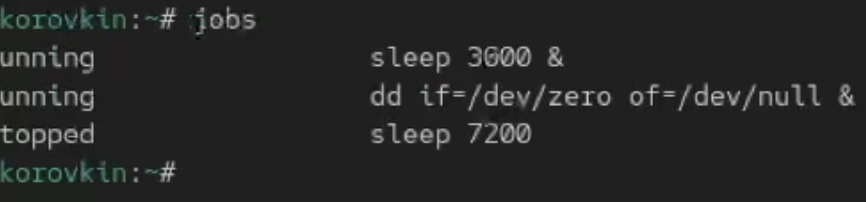 korovkin:~# jobs
unning sleep 3600 &
unning dd if=/dev/zero of=/dev/null &
topped sleep 7200
korovkin:~#